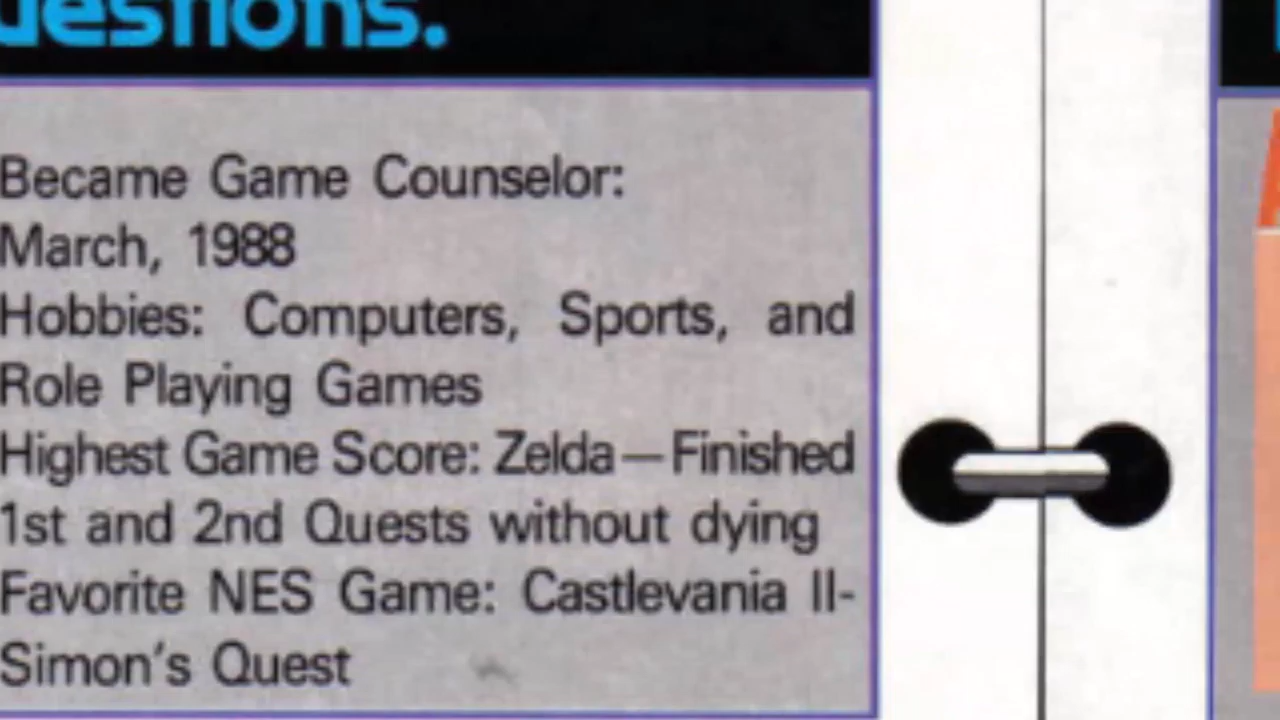 uestions.
Became Game Counselor:
March, 1988
Hobbies: Computers, Sports, and
Role Playing Games
Highest Game Score: Zelda—Finished
1st and 2nd Quests without dying
Favorite NES Game: Castlevania II-
Simon's Quest